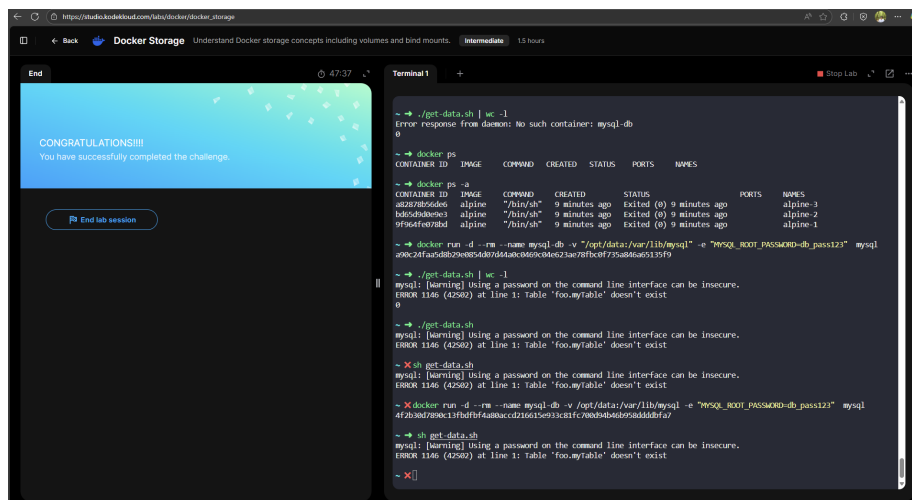 https://studio.kodekloud.com/labs/docker/docker_storage
Back
Docker Storage
Understand Docker storage concepts including volumes and bind mounts.
Intermediate
1.5 hours
End
47:37
CONGRATULATIONS!!!!
You have successfully completed the challenge.
End lab session
Terminal 1
+
Stop Lab
~ ➜ ./get-data.sh | wc -l
Error response from daemon: No such container: mysql-db
0
~ ➜ docker ps
CONTAINER ID IMAGE COMMAND CREATED STATUS PORTS NAMES
~ ➜ docker ps -a
CONTAINER ID IMAGE COMMAND CREATED STATUS PORTS NAMES
a82878b56de6 alpine "/bin/sh" 9 minutes ago Exited (0) 9 minutes ago alpine-3
bd65d9d0e9e3 alpine "/bin/sh" 9 minutes ago Exited (0) 9 minutes ago alpine-2
9f964fe078bd alpine "/bin/sh" 9 minutes ago Exited (0) 9 minutes ago alpine-1
~ ➜ docker run -d --rm --name mysql-db -v "/opt/data:/var/lib/mysql" -e "MYSQL_ROOT_PASSWORD=db_pass123" mysql
a90c24faa5d8b29e0854d07d44a0c0469c04e623ae78fbc0f735a846a65135f9
~ ➜ ./get-data.sh | wc -l
mysql: [Warning] Using a password on the command line interface can be insecure.
ERROR 1146 (42S02) at line 1: Table 'foo.myTable' doesn't exist
0
~ ➜ ./get-data.sh
mysql: [Warning] Using a password on the command line interface can be insecure.
ERROR 1146 (42S02) at line 1: Table 'foo.myTable' doesn't exist
~ ✖ sh get-data.sh
mysql: [Warning] Using a password on the command line interface can be insecure.
ERROR 1146 (42S02) at line 1: Table 'foo.myTable' doesn't exist
~ ✖ docker run -d --rm --name mysql-db -v /opt/data:/var/lib/mysql -e "MYSQL_ROOT_PASSWORD=db_pass123" mysql
4f2b30d7890c13fbdfbf4a80accd216615e933c81fc700d94b46b958ddddbfa7
~ ➜ sh get-data.sh
mysql: [Warning] Using a password on the command line interface can be insecure.
ERROR 1146 (42S02) at line 1: Table 'foo.myTable' doesn't exist
~ ✖